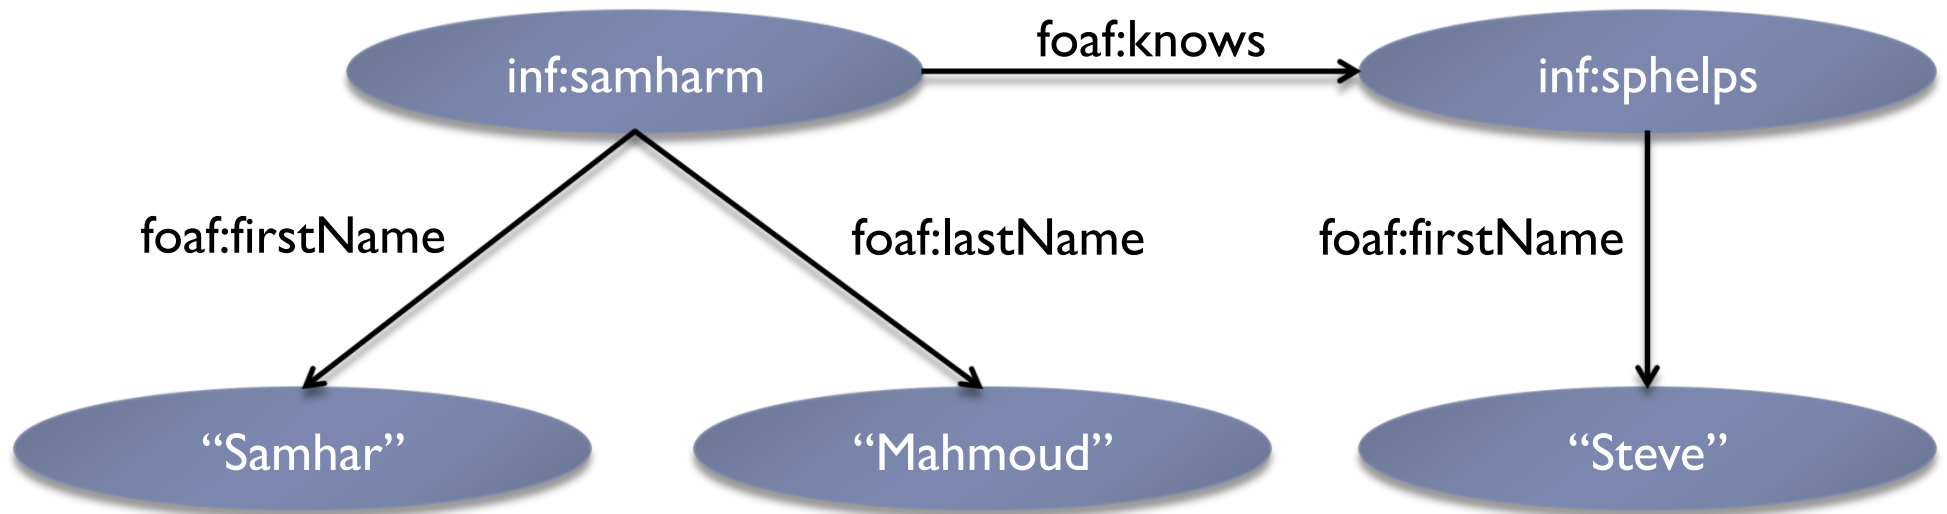 foaf:knows
inf:samharm
inf:sphelps
foaf:firstName
foaf:lastName
foaf:firstName
“Samhar”
“Mahmoud”
“Steve”